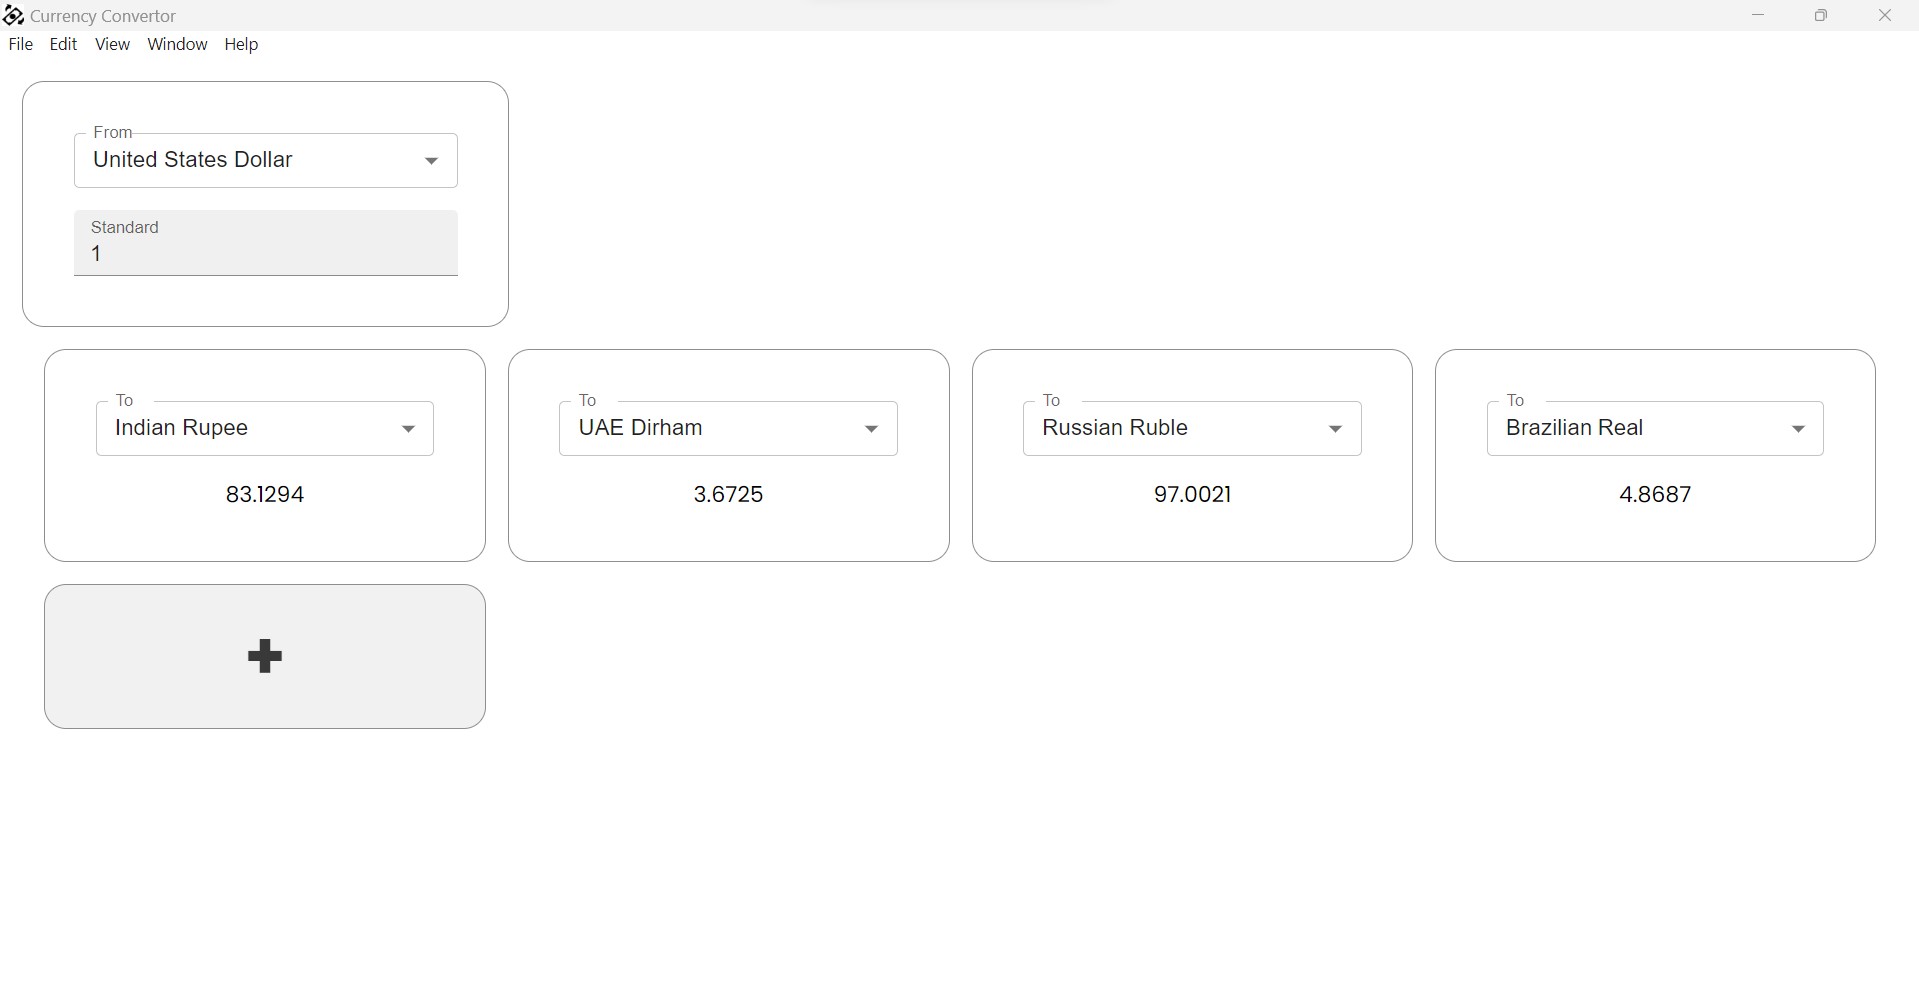 Currency Convertor
File Edit View Window Help
From
United States Dollar
Standard
1
To
Indian Rupee
83.1294
To
UAE Dirham
3.6725
To
Russian Ruble
97.0021
To
Brazilian Real
4.8687